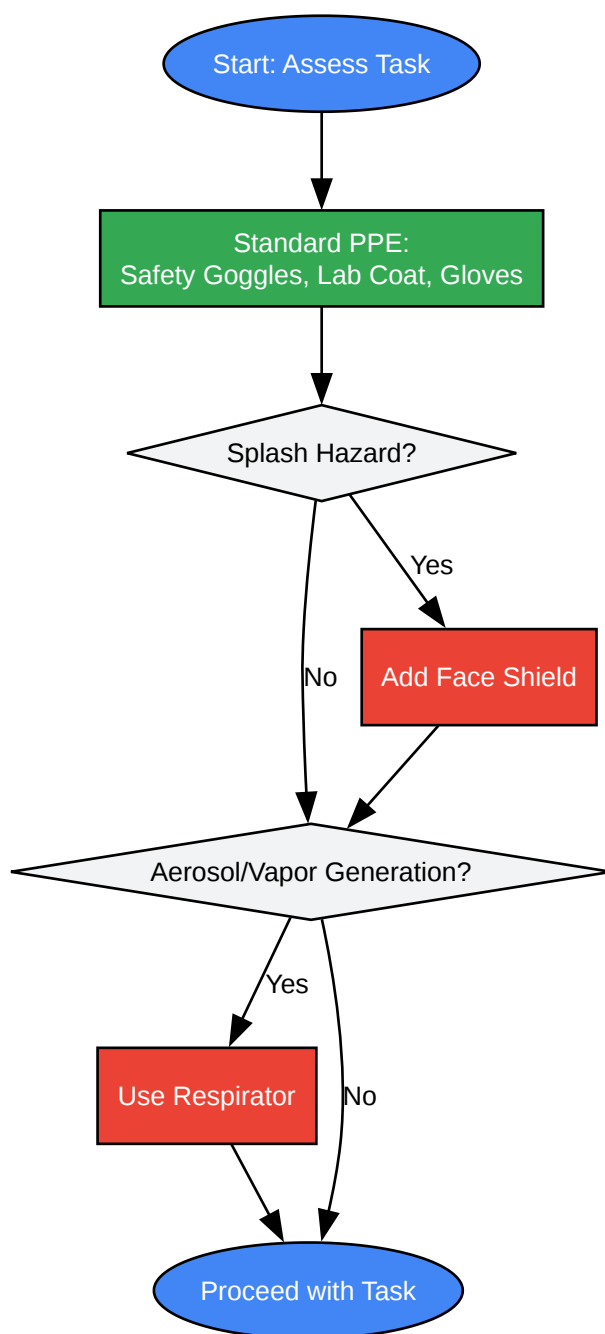 Start: Assess Task
Standard PPE:
Safety Goggles, Lab Coat, Gloves
Splash Hazard?
Yes
No
Add Face Shield
Aerosol/Vapor Generation?
Yes
Use Respirator
No
Proceed with Task